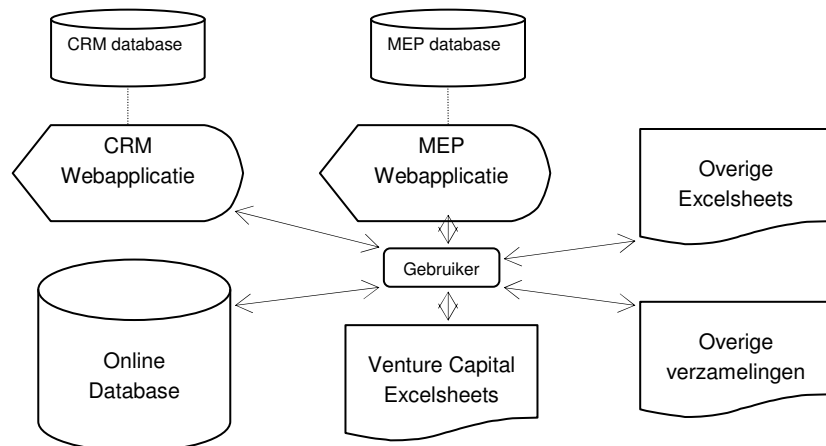 CRM database
MEP database
CRM
Webapplicatie
MEP
Webapplicatie
Overige
Excelsheets
Gebruiker
Online
Database
Venture Capital
Excelsheets
Overige
verzamelingen